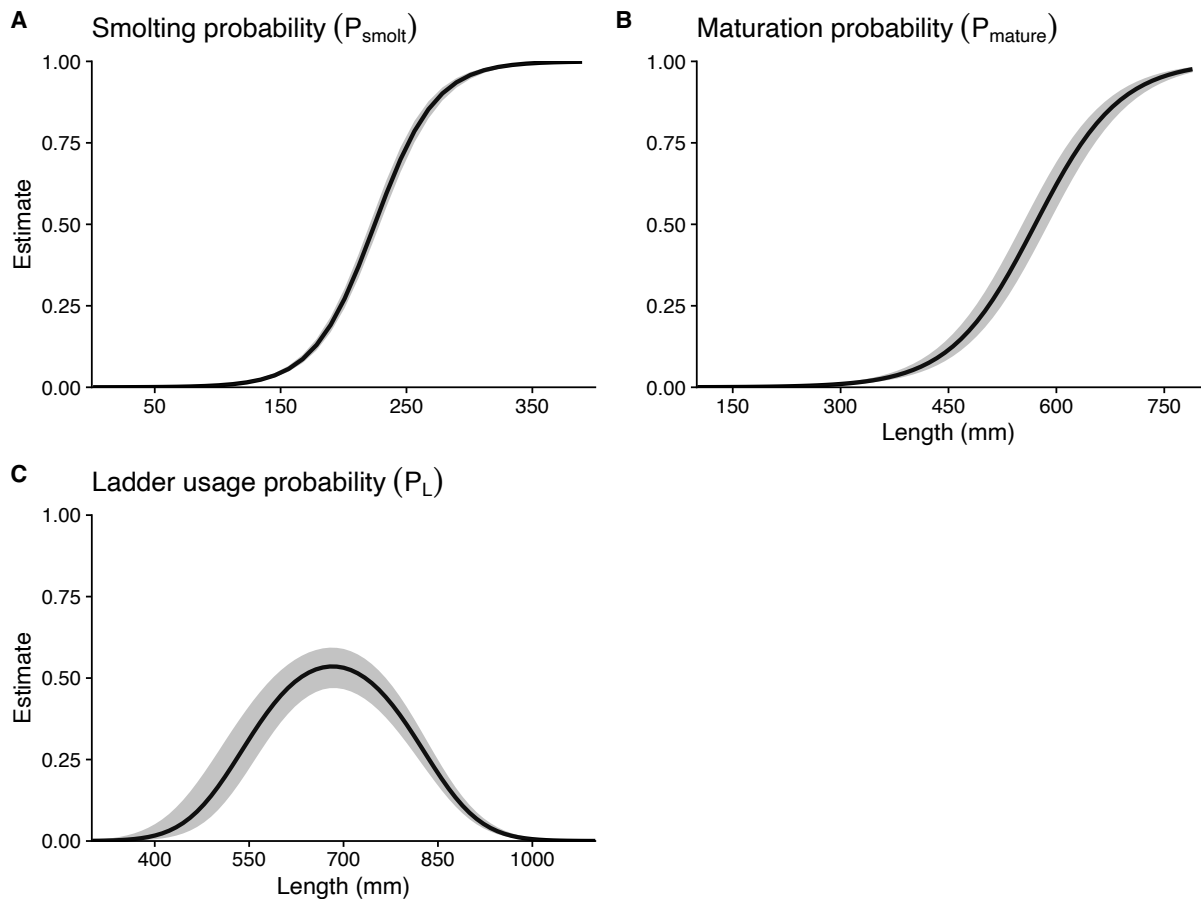 A
Smolting probability (P_smolt)
1.00
0.75
0.50
0.25
0.00
Estimate
50 150 250 350
B
Maturation probability (P_mature)
1.00
0.75
0.50
0.25
0.00
150 300 450 600 750
Length (mm)
C
Ladder usage probability (P_L)
1.00
0.75
0.50
0.25
0.00
Estimate
400 550 700 850 1000
Length (mm)